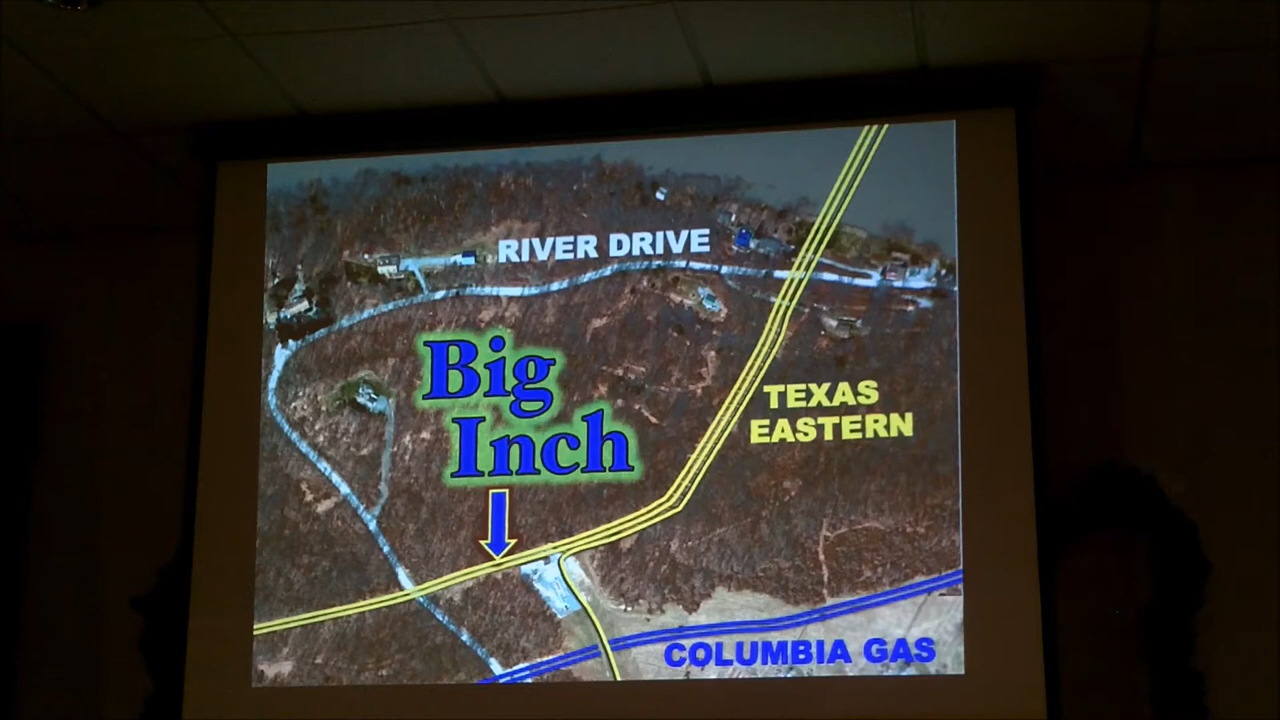 RIVER DRIVE
Big
Inch
TEXAS
EASTERN
COLUMBIA GAS